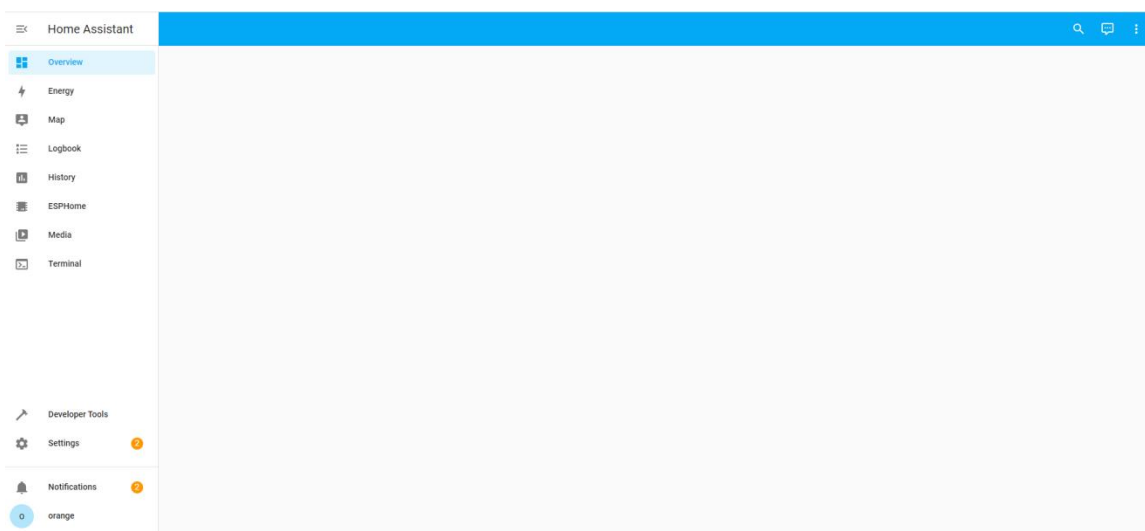 Home Assistant
Overview
Energy
Map
Logbook
History
ESPHome
Media
Terminal
Developer Tools
Settings 2
Notifications 2
o orange